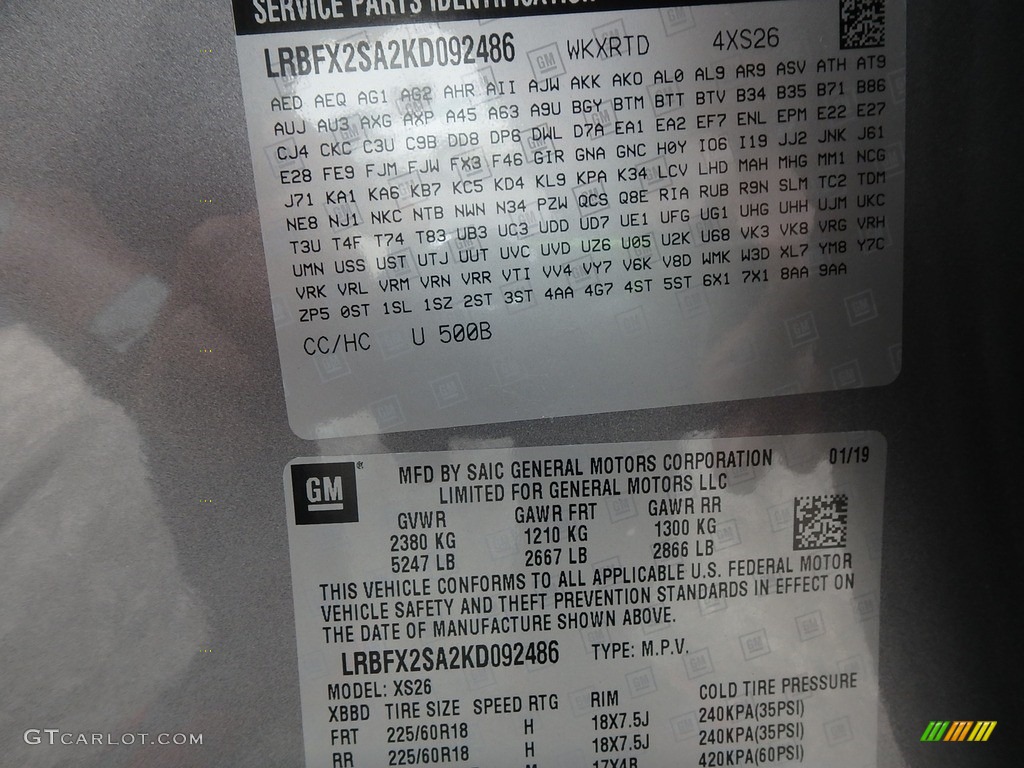 SERVICE PARTS IDENTIFICATION
LRBFX2SA2KD092486 WKXRTD 4XS26
AED AEQ AG1 AG2 AHR AII AJW AKK AKO AL0 AL9 AR9 ASV ATH AT9
AUJ AU3 AXG AXP A45 A63 A9U BGY BTM BTT BTV B34 B35 B71 B86
CJ4 CKC C3U C9B DD8 DP6 DWL D7A EA1 EA2 EF7 ENL EPM E22 E27
E28 FE9 FJM FJW FX3 F46 GIR GNA GNC H0Y IO6 I19 JJ2 JNK J61
J71 KA1 KA6 KB7 KC5 KD4 KL9 KPA K34 LCV LHD MAH MHG MM1 NCG
NE8 NJ1 NKC NTB NWN N34 PZW QCS Q8E RIA RUB R9N SLM TC2 TDM
T3U T4F T74 T83 UB3 UC3 UDD UD7 UE1 UFG UG1 UHG UHH UJM UKC
UMN USS UST UTJ UUT UVC UVD UZ6 U05 U2K U68 VK3 VK8 VRG VRH
VRK VRL VRM VRN VRR VTI VV4 VY7 V6K V8D WMK W3D XL7 YM8 Y7C
ZP5 0ST 1SL 1SZ 2ST 3ST 4AA 4G7 4ST 5ST 6X1 7X1 8AA 9AA
CC/HC U 500B
GM® MFD BY SAIC GENERAL MOTORS CORPORATION 01/19
LIMITED FOR GENERAL MOTORS LLC
GVWR GAWR FRT GAWR RR
2380 KG 1210 KG 1300 KG
5247 LB 2667 LB 2866 LB
THIS VEHICLE CONFORMS TO ALL APPLICABLE U.S. FEDERAL MOTOR
VEHICLE SAFETY AND THEFT PREVENTION STANDARDS IN EFFECT ON
THE DATE OF MANUFACTURE SHOWN ABOVE.
LRBFX2SA2KD092486 TYPE: M.P.V.
MODEL: XS26
XBBD TIRE SIZE SPEED RTG RIM COLD TIRE PRESSURE
FRT 225/60R18 H 18X7.5J 240KPA(35PSI)
RR 225/60R18 H 18X7.5J 240KPA(35PSI)
M 17X4B 420KPA(60PSI)
GTCARLOT.COM